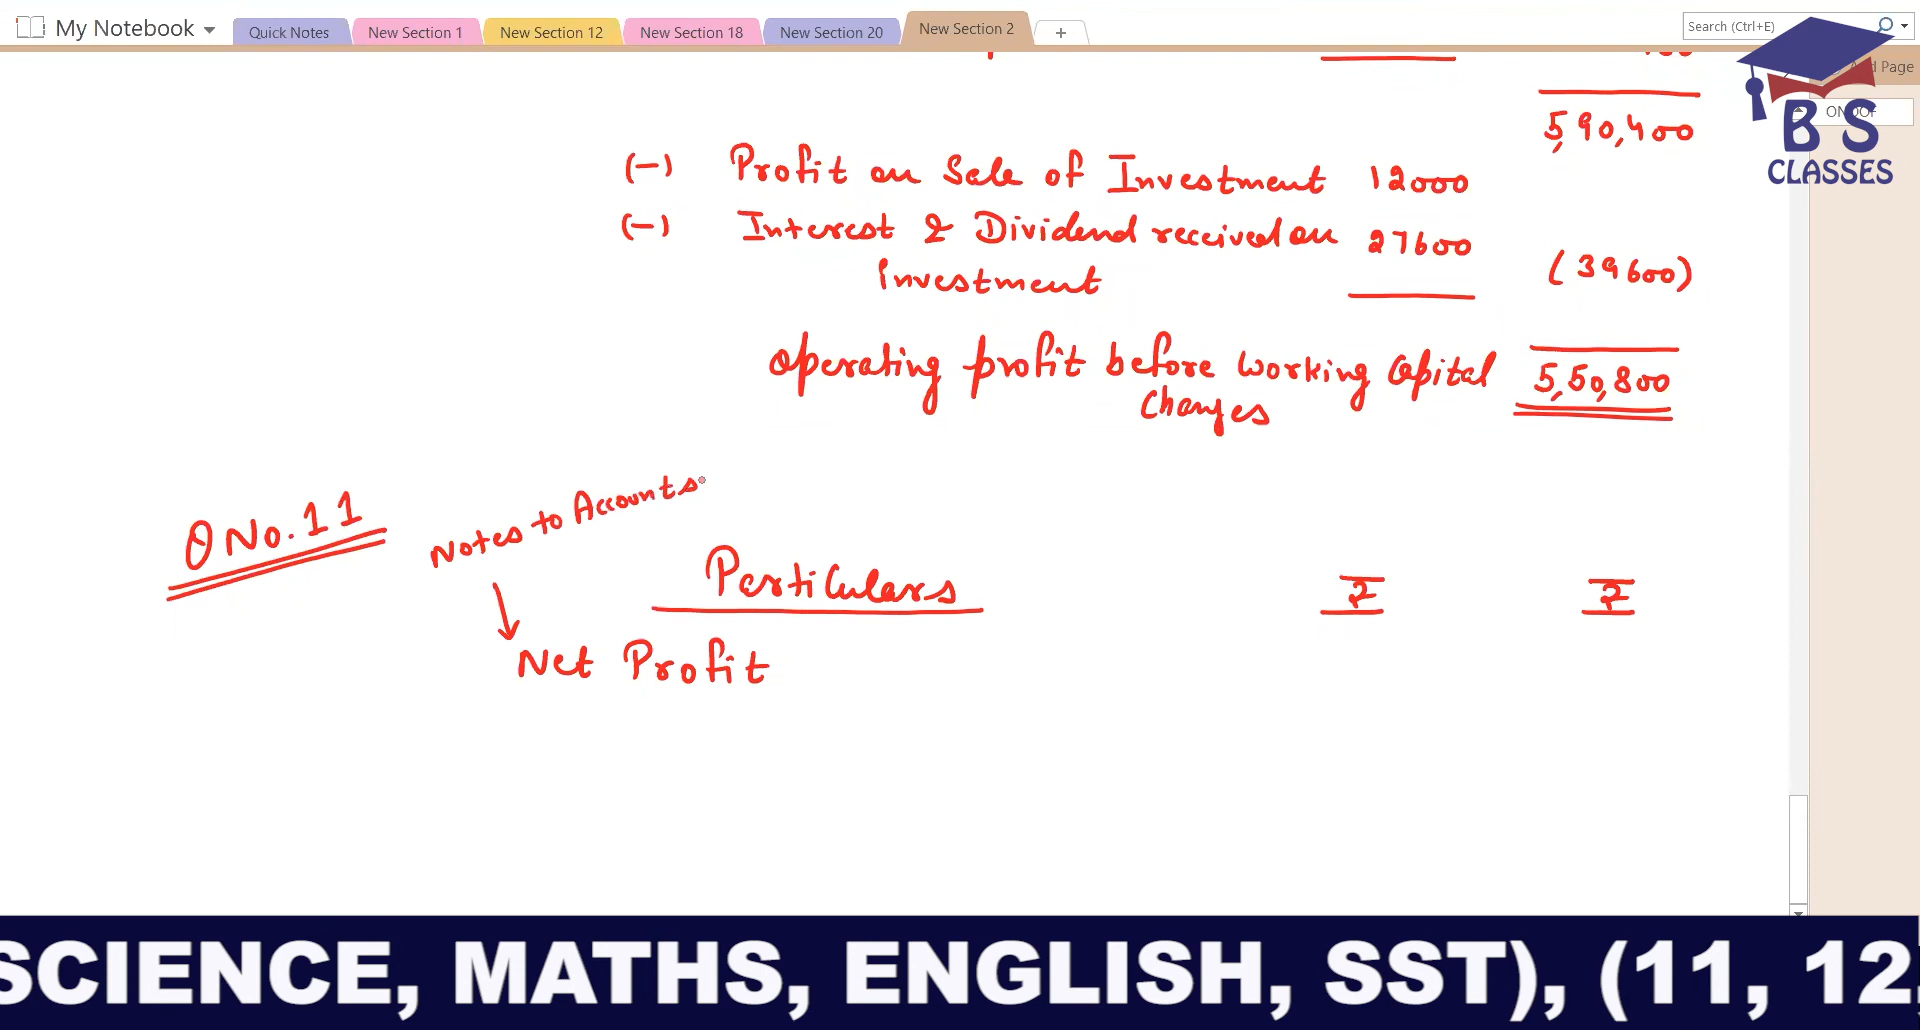 My Notebook
Quick Notes
New Section 1
New Section 12
New Section 18
New Section 20
New Section 2
+
Search (Ctrl+E)
Page
B S
CLASSES
5,90,400
(-) Profit on Sale of Investment 12000
(-) Interest & Dividend received on 27600
Investment
(39600)
Operating profit before working Capital 5,50,800
Changes
Q No. 11
Notes to Accounts
Particulars ₹ ₹
Net Profit
SCIENCE, MATHS, ENGLISH, SST), (11, 12,